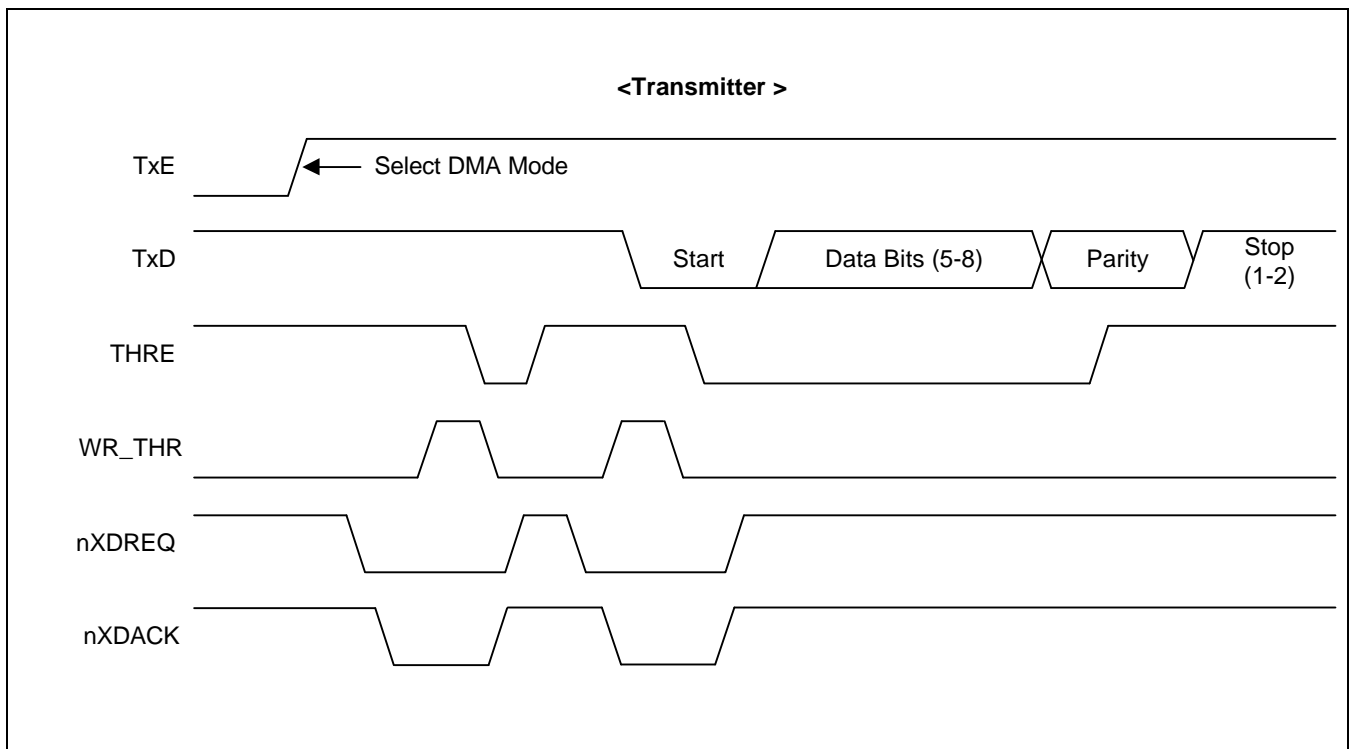 <Transmitter >
TxE
Select DMA Mode
TxD
Start
Data Bits (5-8)
Parity
Stop
(1-2)
THRE
WR_THR
nXDREQ
nXDACK